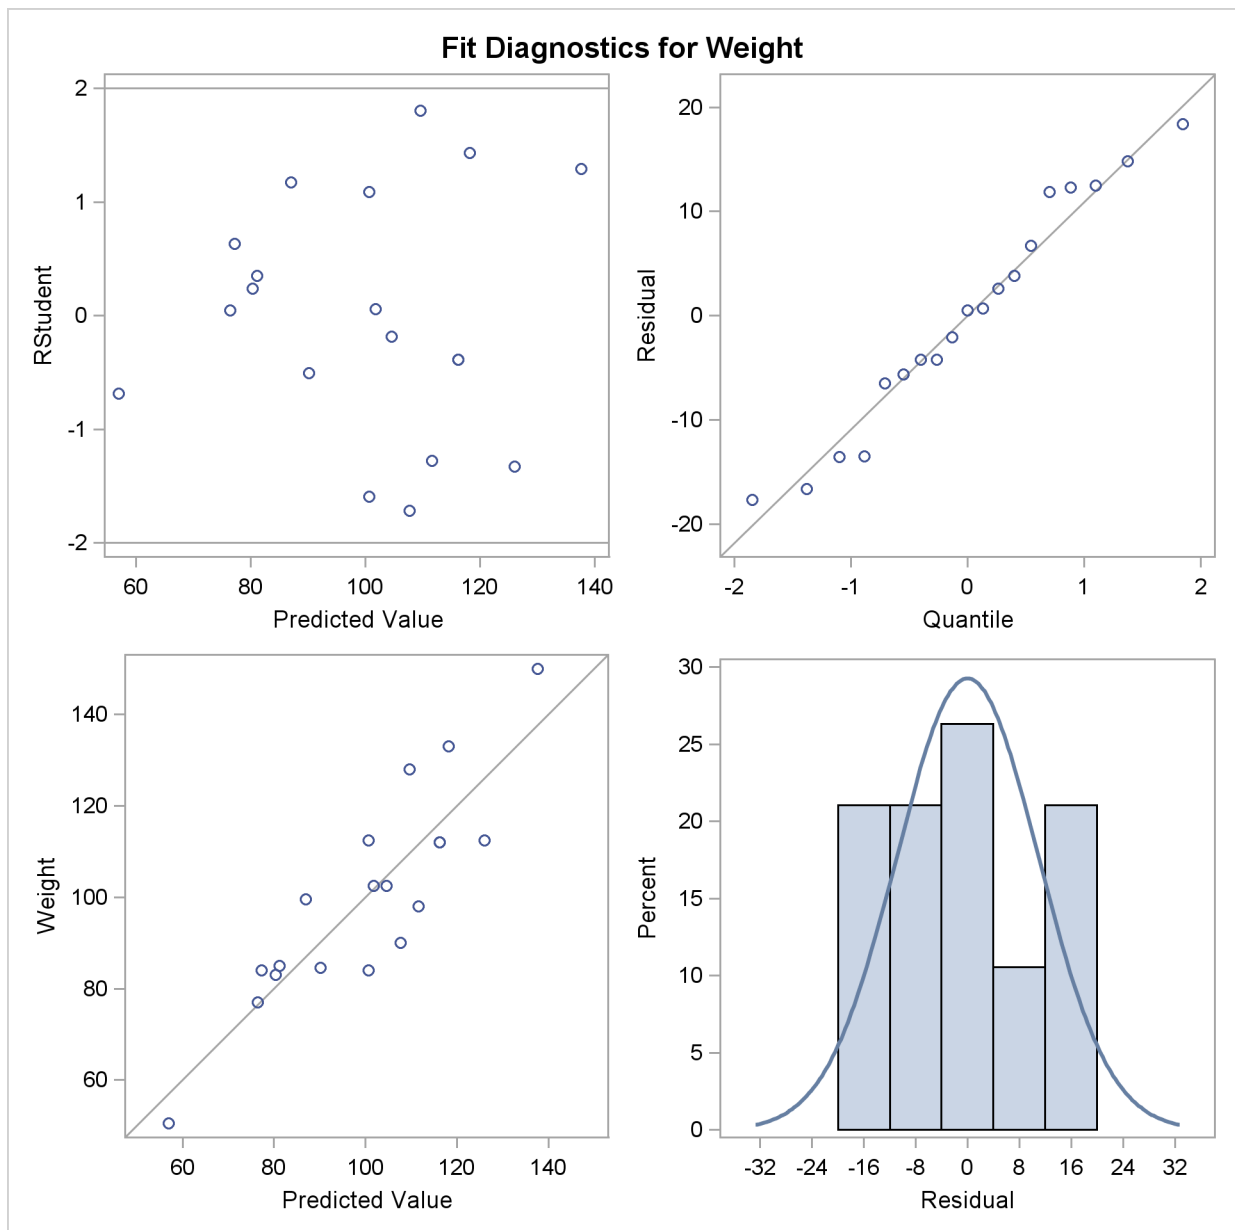 Fit Diagnostics for Weight
2
1
0
-1
-2
RStudent
60 80 100 120 140
Predicted Value
20
10
0
-10
-20
Residual
-2 -1 0 1 2
Quantile
140
120
100
80
60
Weight
60 80 100 120 140
Predicted Value
30
25
20
15
10
5
0
Percent
-32 -24 -16 -8 0 8 16 24 32
Residual